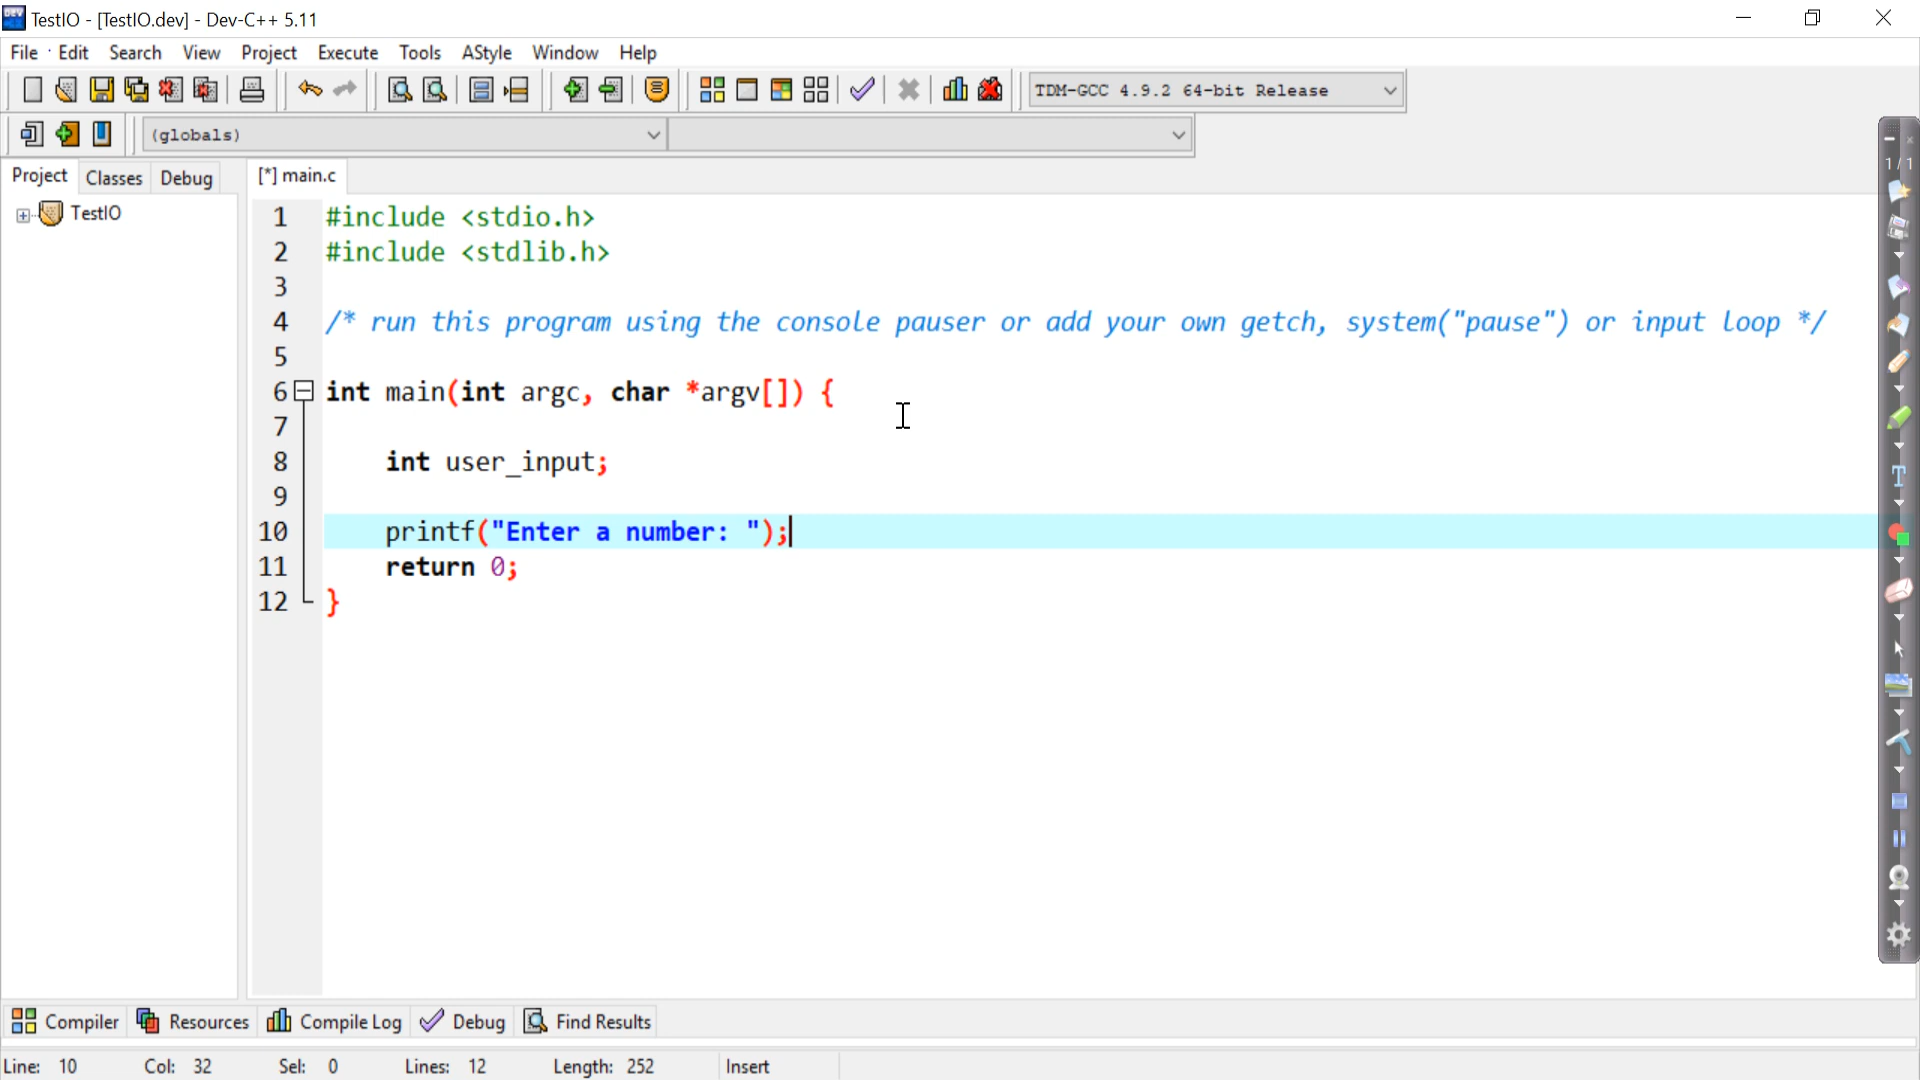 TestIO - [TestIO.dev] - Dev-C++ 5.11
File Edit Search View Project Execute Tools AStyle Window Help
TDM-GCC 4.9.2 64-bit Release
(globals)
Project Classes Debug [*] main.c
1/1
TestIO
1 #include <stdio.h>
2 #include <stdlib.h>
3
4 /* run this program using the console pauser or add your own getch, system("pause") or input loop */
5
6 int main(int argc, char *argv[]) {
7
8 int user_input;
9
10 printf("Enter a number: ");
11 return 0;
12 }
T
Compiler Resources Compile Log Debug Find Results
Line: 10 Col: 32 Sel: 0 Lines: 12 Length: 252 Insert